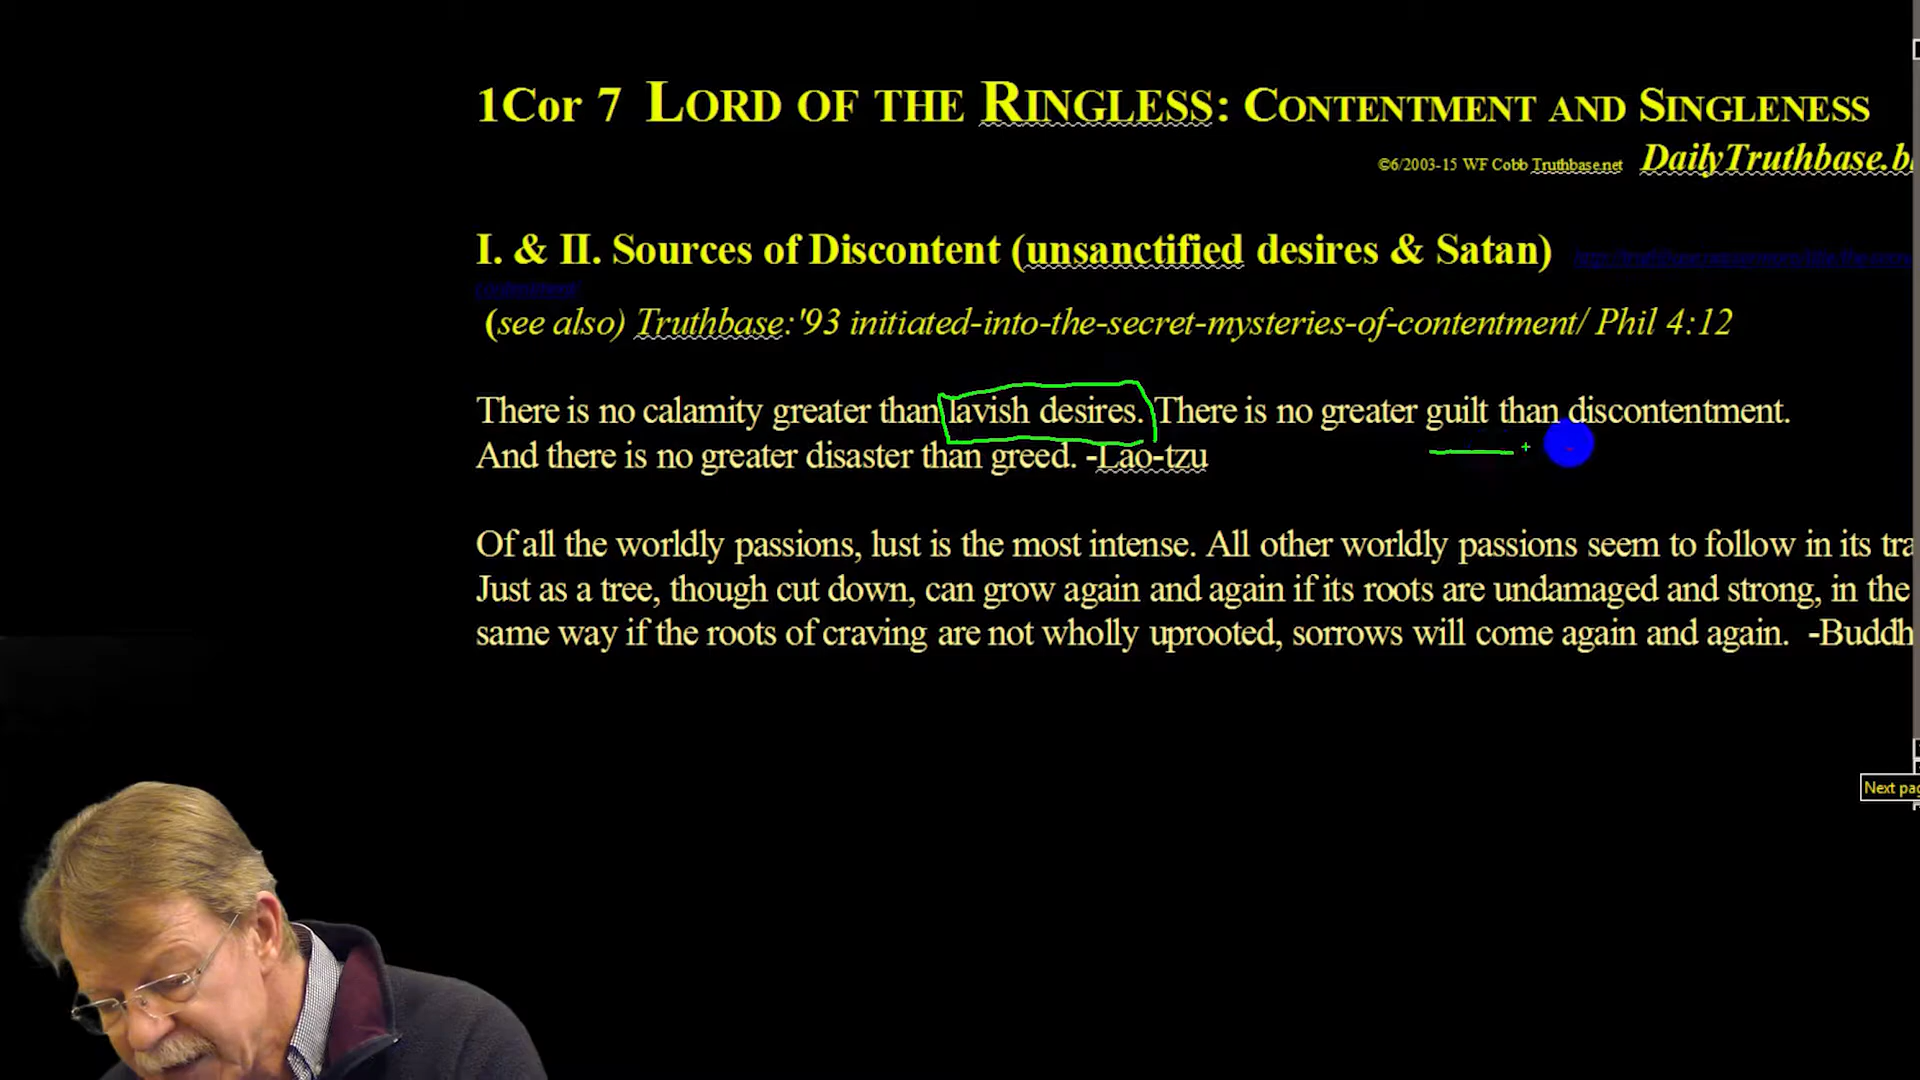 1Cor 7 LORD OF THE RINGLESS: CONTENTMENT AND SINGLENESS
©6/2003-15 WF Cobb Truthbase.net DailyTruthbase.bl
I. & II. Sources of Discontent (unsanctified desires & Satan)
contentment/
(see also) Truthbase:'93 initiated-into-the-secret-mysteries-of-contentment/ Phil 4:12
There is no calamity greater than lavish desires. There is no greater guilt than discontentment.
And there is no greater disaster than greed. -Lao-tzu
Of all the worldly passions, lust is the most intense. All other worldly passions seem to follow in its tra
Just as a tree, though cut down, can grow again and again if its roots are undamaged and strong, in the
same way if the roots of craving are not wholly uprooted, sorrows will come again and again. -Buddh
Next pag